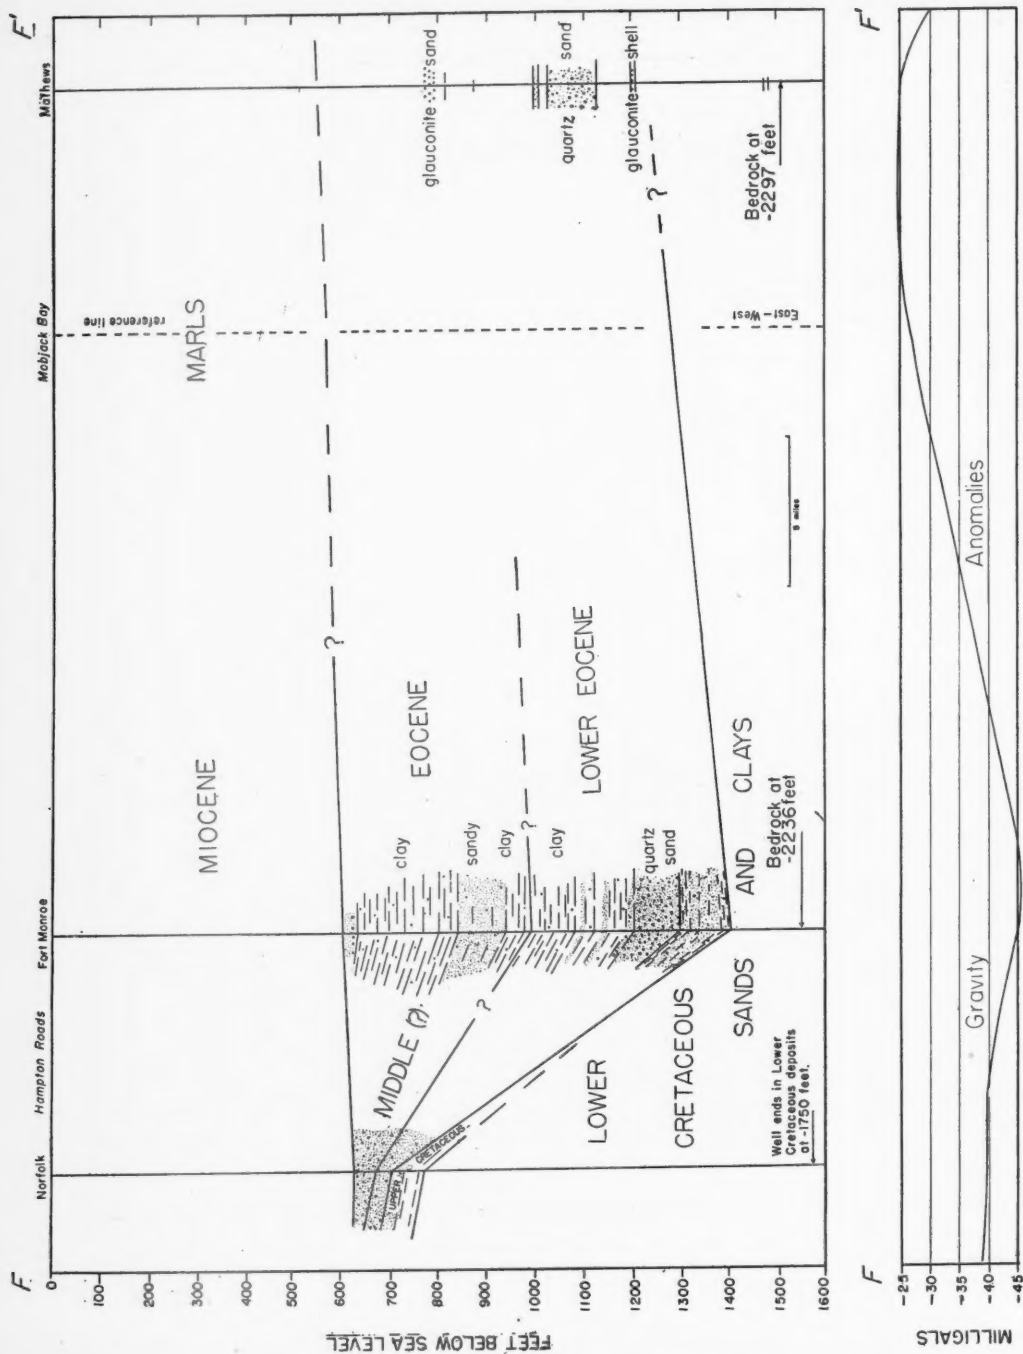 F
F'
Norfolk
Hampton Roads
Fort Monroe
Mobjack Bay
Mathews
FEET BELOW SEA LEVEL
0
100
200
300
400
500
600
700
800
900
1000
1100
1200
1300
1400
1500
1600
MIOCENE
MARLS
reference line
East-West
?
MIDDLE (?)
EOCENE
?
?
LOWER EOCENE
?
UPPER
CRETACEOUS
LOWER
CRETACEOUS
SANDS
AND
CLAYS
clay
sandy
clay
clay
quartz
sand
glauconite
sand
quartz
sand
glauconite
shell
Well ends in Lower
Cretaceous deposits
at -1750 feet.
Bedrock at
-2236 feet
8 miles
Bedrock at
-2297 feet
F
F'
MILLIGALS
-25
-30
-35
-40
-45
Gravity
Anomalies